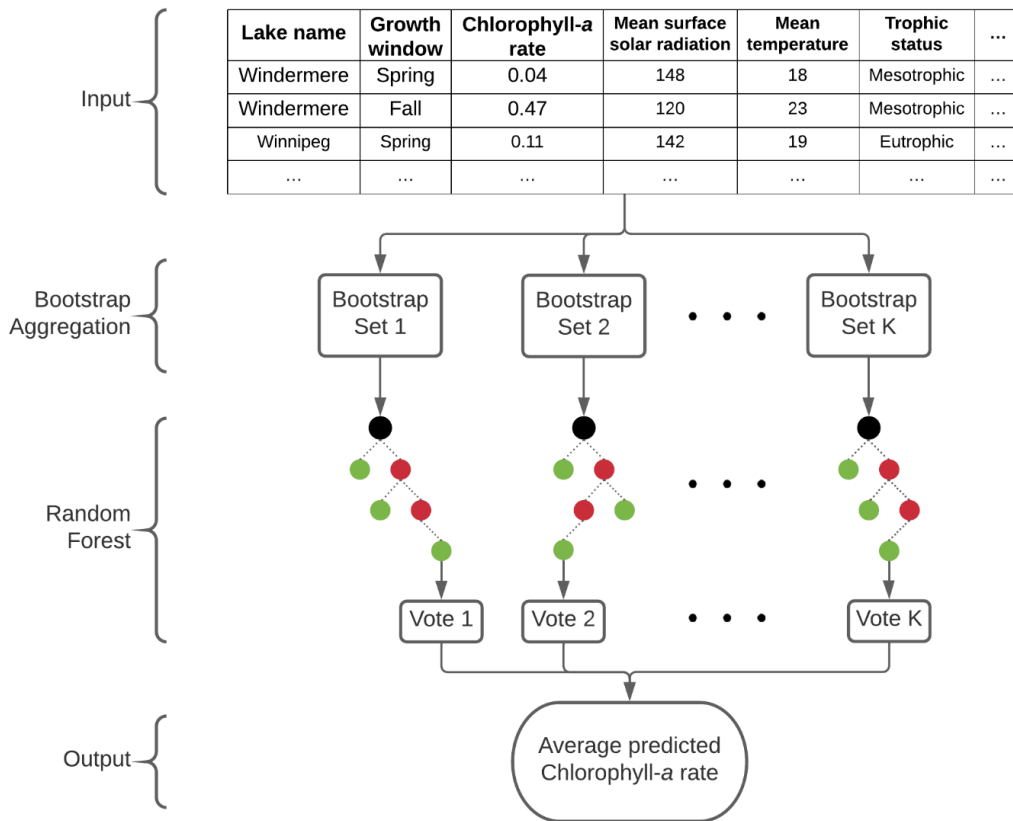 Lake name Growth window Chlorophyll-a rate Mean surface solar radiation Mean temperature Trophic status ...
Windermere Spring 0.04 148 18 Mesotrophic ...
Windermere Fall 0.47 120 23 Mesotrophic ...
Winnipeg Spring 0.11 142 19 Eutrophic ...
... ... ... ... ... ... ...
Input
Bootstrap
Aggregation
Bootstrap
Set 1
Bootstrap
Set 2
Bootstrap
Set K
Random
Forest
Vote 1
Vote 2
Vote K
Output
Average predicted
Chlorophyll-a rate